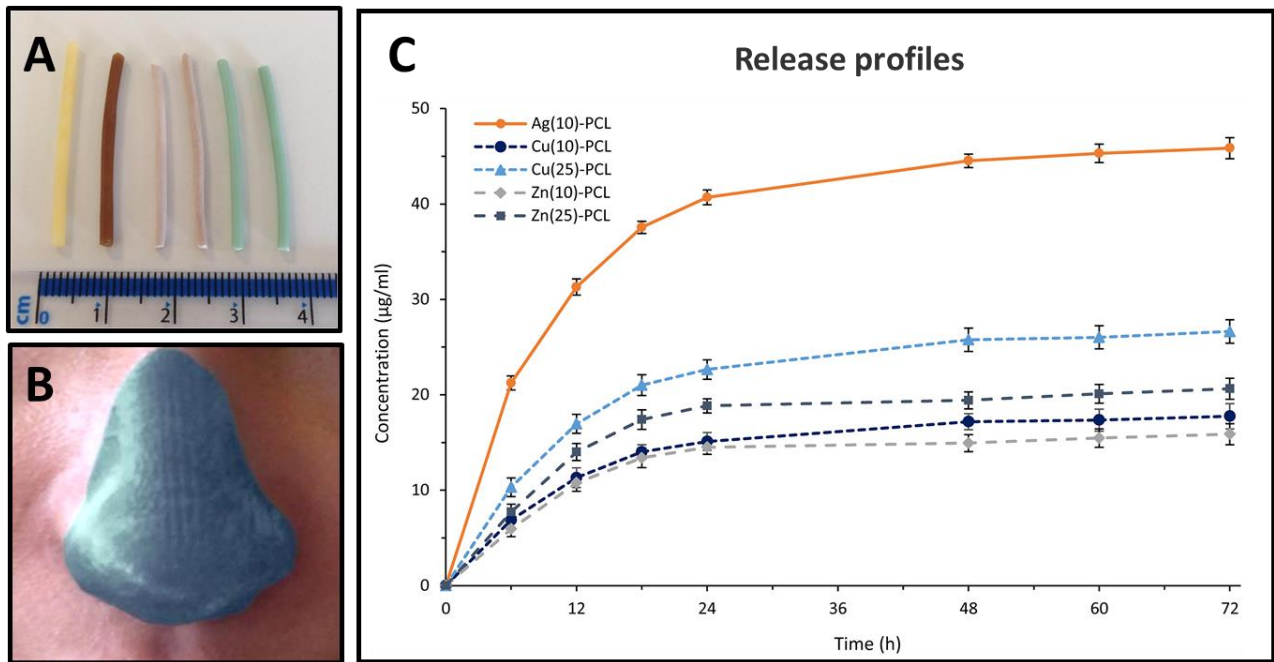 A
cm 0 1 2 3 4
B
C
Release profiles
Ag(10)-PCL
Cu(10)-PCL
Cu(25)-PCL
Zn(10)-PCL
Zn(25)-PCL
Concentration (µg/ml)
50
40
30
20
10
0
0 12 24 36 48 60 72
Time (h)